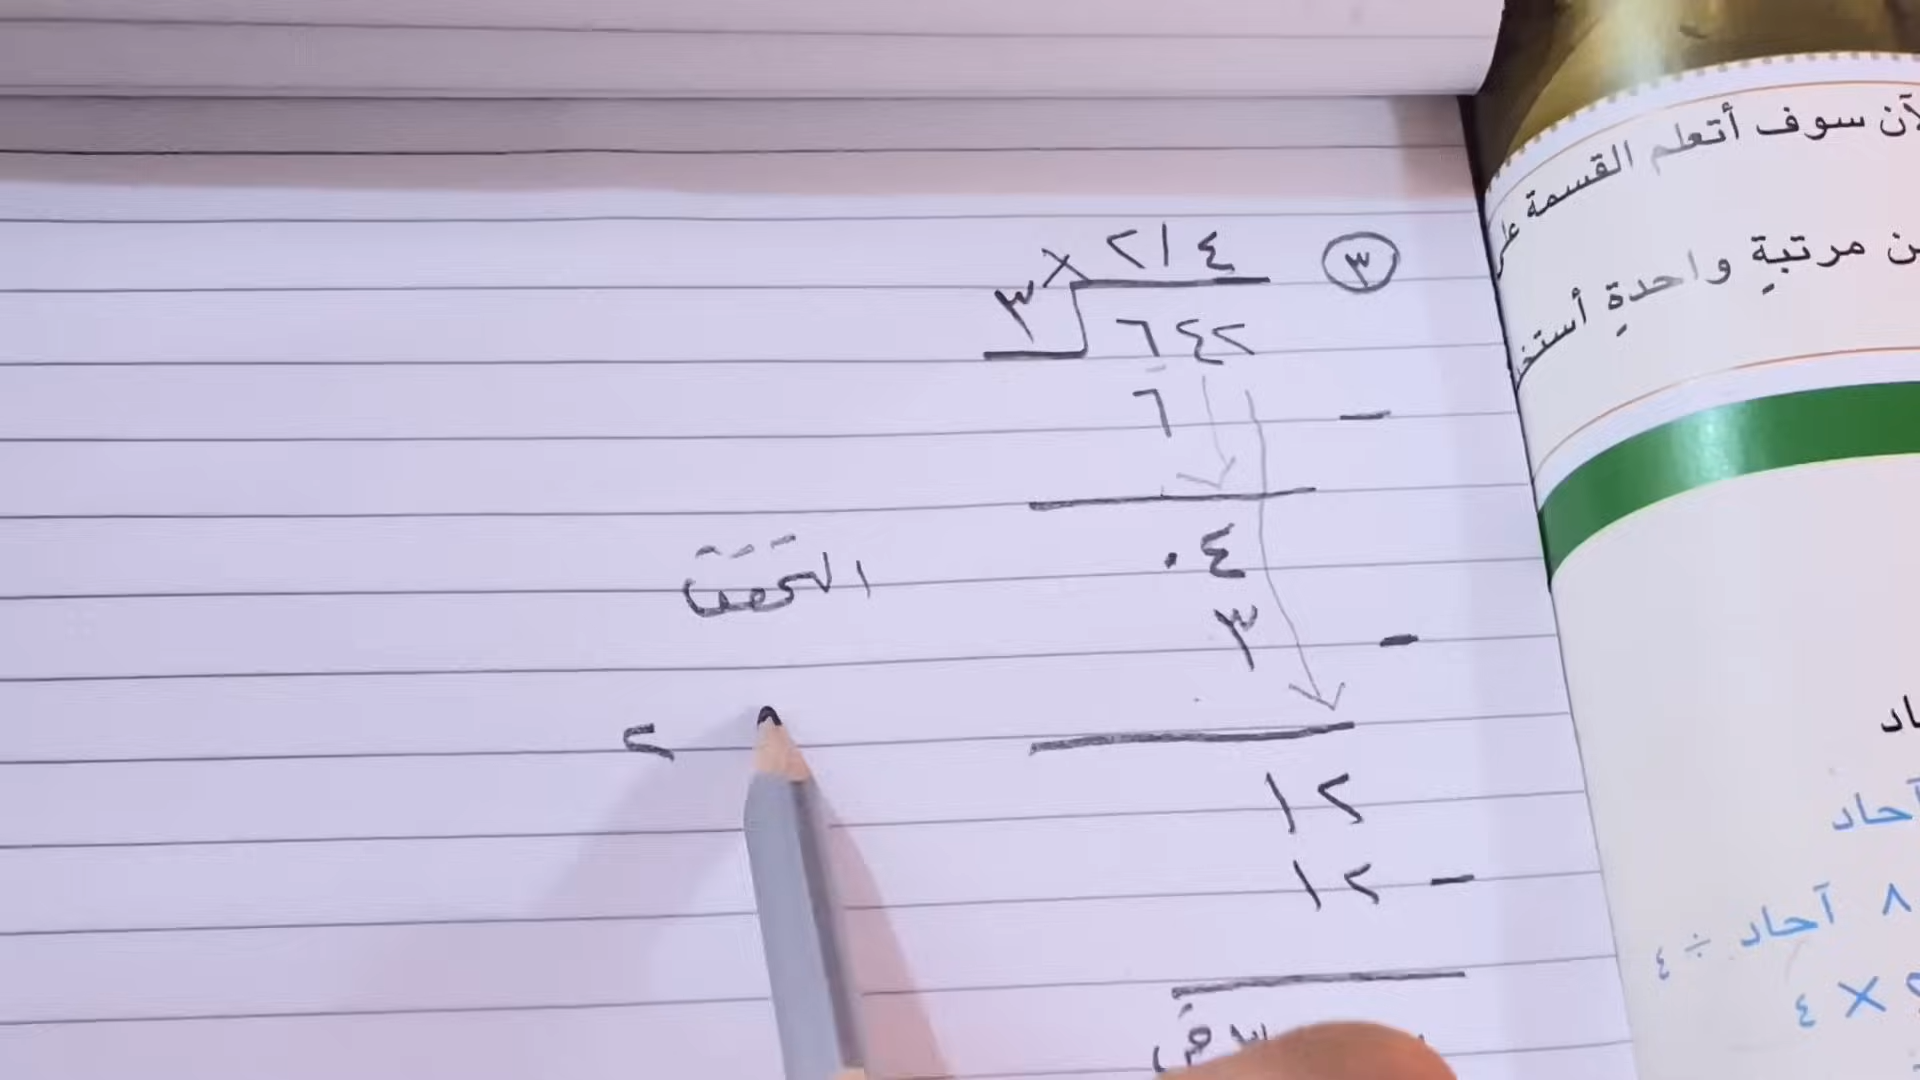 ٣
٢١٤
٣ × ٦٤٢
٦ -
٠٤
٣ -
١٢
١٢ -
التحقق
٢
سوف أتعلم القسمة
مرتبةٍ واحدةٍ
آحاد
٨ آحاد ÷ ٤
× ٤